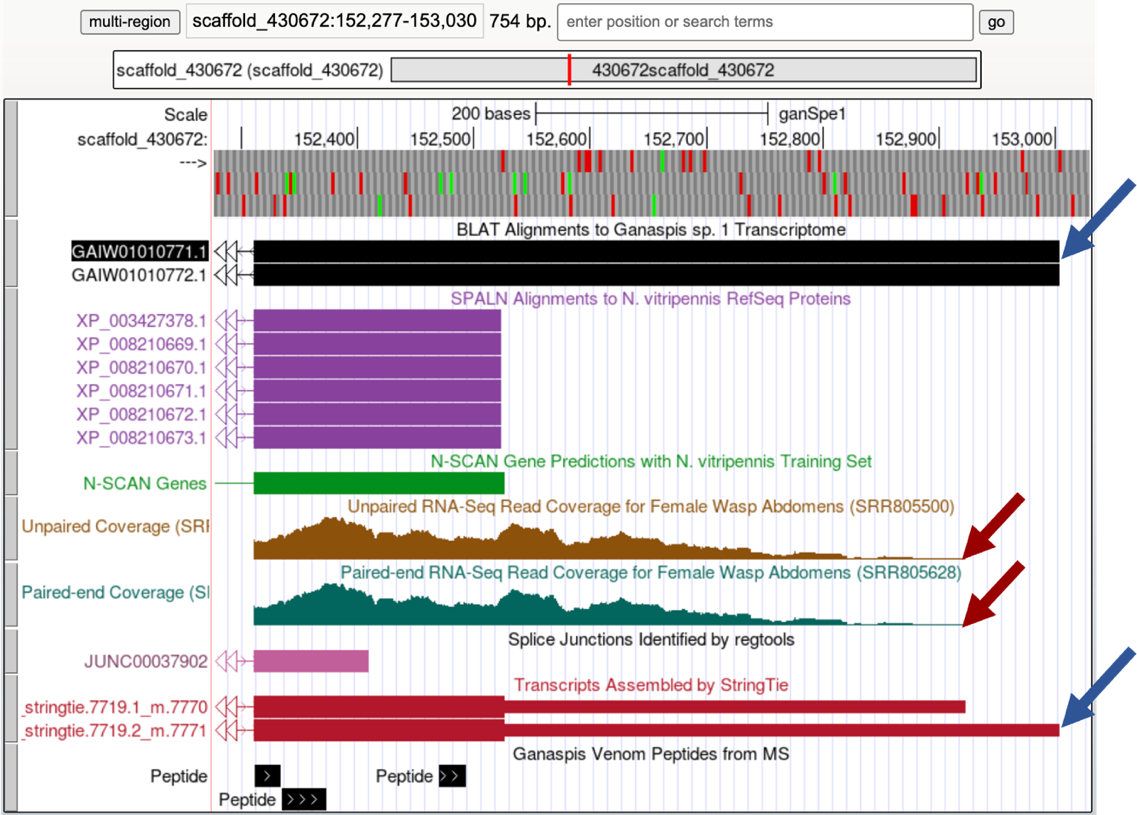 multi-region scaffold_430672:152,277-153,030 754 bp. enter position or search terms go
scaffold_430672 (scaffold_430672) 430672scaffold_430672
Scale 200 bases ganSpe1
scaffold_430672: 152,400 152,500 152,600 152,700 152,800 152,900 153,000
--->
BLAT Alignments to Ganaspis sp. 1 Transcriptome
GAIW01010771.1
GAIW01010772.1
SPALN Alignments to N. vitripennis RefSeq Proteins
XP_003427378.1
XP_008210669.1
XP_008210670.1
XP_008210671.1
XP_008210672.1
XP_008210673.1
N-SCAN Gene Predictions with N. vitripennis Training Set
N-SCAN Genes
Unpaired RNA-Seq Read Coverage for Female Wasp Abdomens (SRR805500)
Unpaired Coverage (SRR
Paired-end RNA-Seq Read Coverage for Female Wasp Abdomens (SRR805628)
Paired-end Coverage (S
Splice Junctions Identified by regtools
JUNC00037902
Transcripts Assembled by StringTie
_stringtie.7719.1_m.7770
_stringtie.7719.2_m.7771
Ganaspis Venom Peptides from MS
Peptide Peptide
Peptide